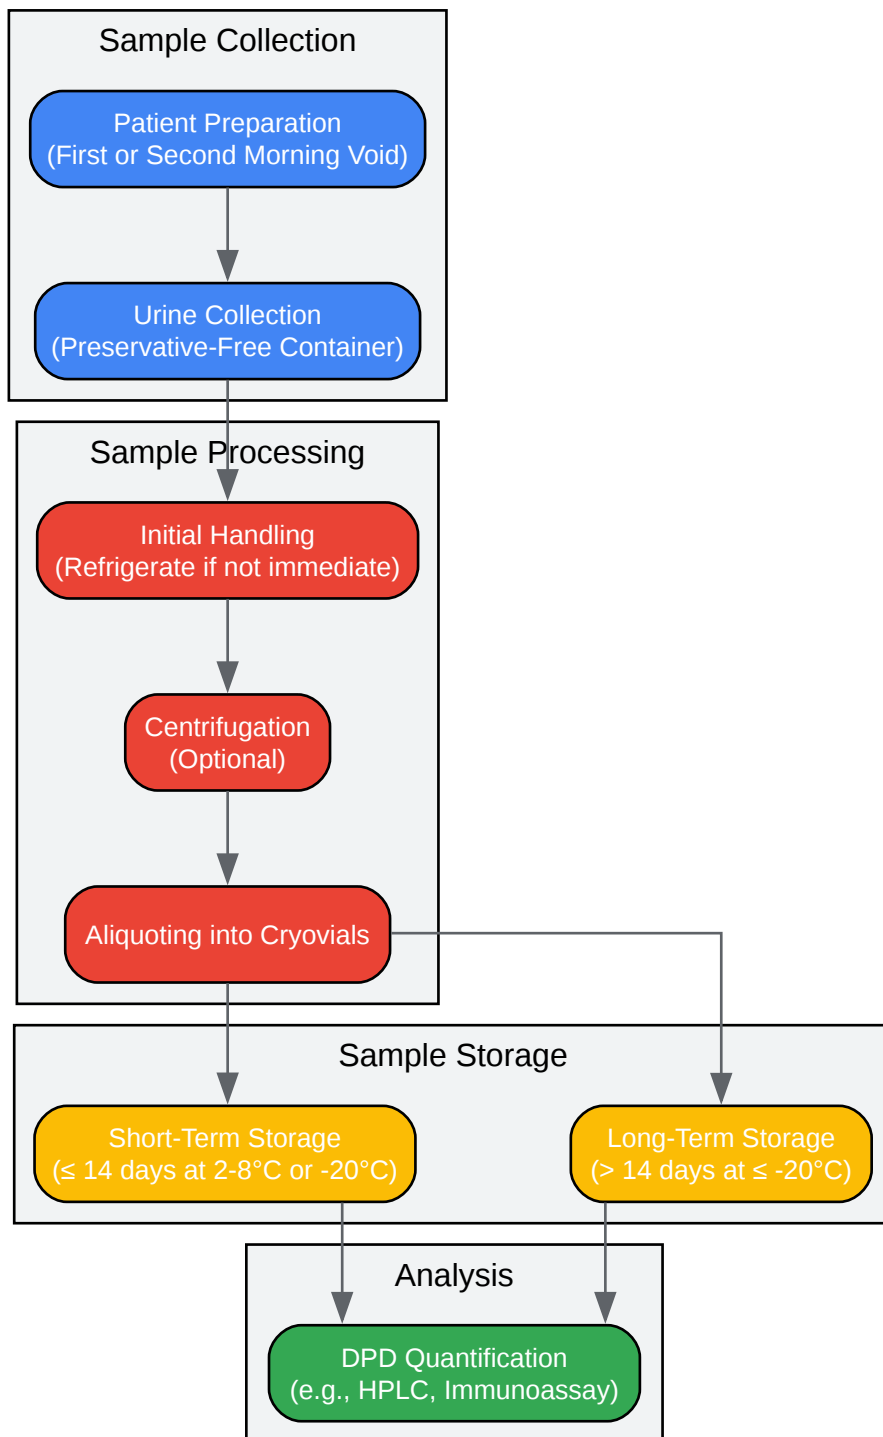 Sample Collection
Patient Preparation
(First or Second Morning Void)
Urine Collection
(Preservative-Free Container)
Sample Processing
Initial Handling
(Refrigerate if not immediate)
Centrifugation
(Optional)
Aliquoting into Cryovials
Sample Storage
Short-Term Storage
(≤ 14 days at 2-8°C or -20°C)
Long-Term Storage
(> 14 days at ≤ -20°C)
Analysis
DPD Quantification
(e.g., HPLC, Immunoassay)